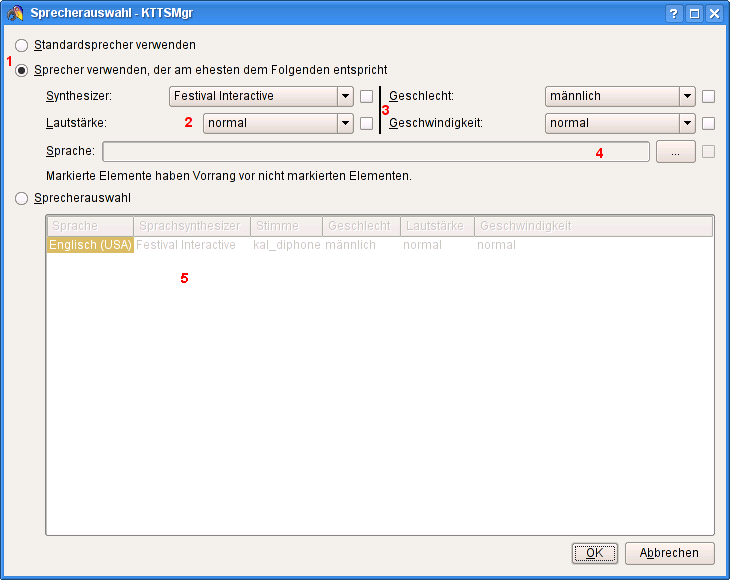 Sprecherauswahl - KTTSMgr
Standardsprecher verwenden
1
Sprecher verwenden, der am ehesten dem Folgenden entspricht
Synthesizer: Festival Interactive Geschlecht: männlich
3
Lautstärke: 2 normal Geschwindigkeit: normal
Sprache: 4 ...
Markierte Elemente haben Vorrang vor nicht markierten Elementen.
Sprecherauswahl
Sprache Sprachsynthesizer Stimme Geschlecht Lautstärke Geschwindigkeit
Englisch (USA) Festival Interactive kal_diphone männlich normal normal
5
OK Abbrechen